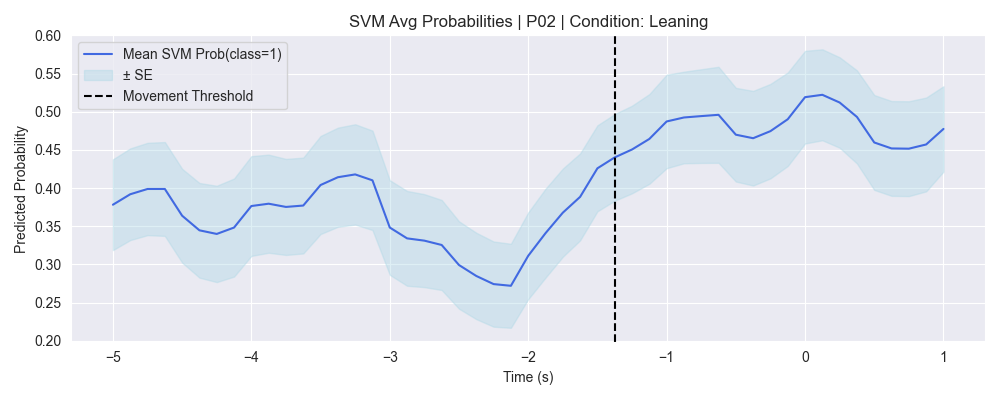 SVM Avg Probabilities | P02 | Condition: Leaning
Mean SVM Prob(class=1)
± SE
Movement Threshold
Predicted Probability
0.60
0.55
0.50
0.45
0.40
0.35
0.30
0.25
0.20
−5
−4
−3
−2
−1
0
1
Time (s)